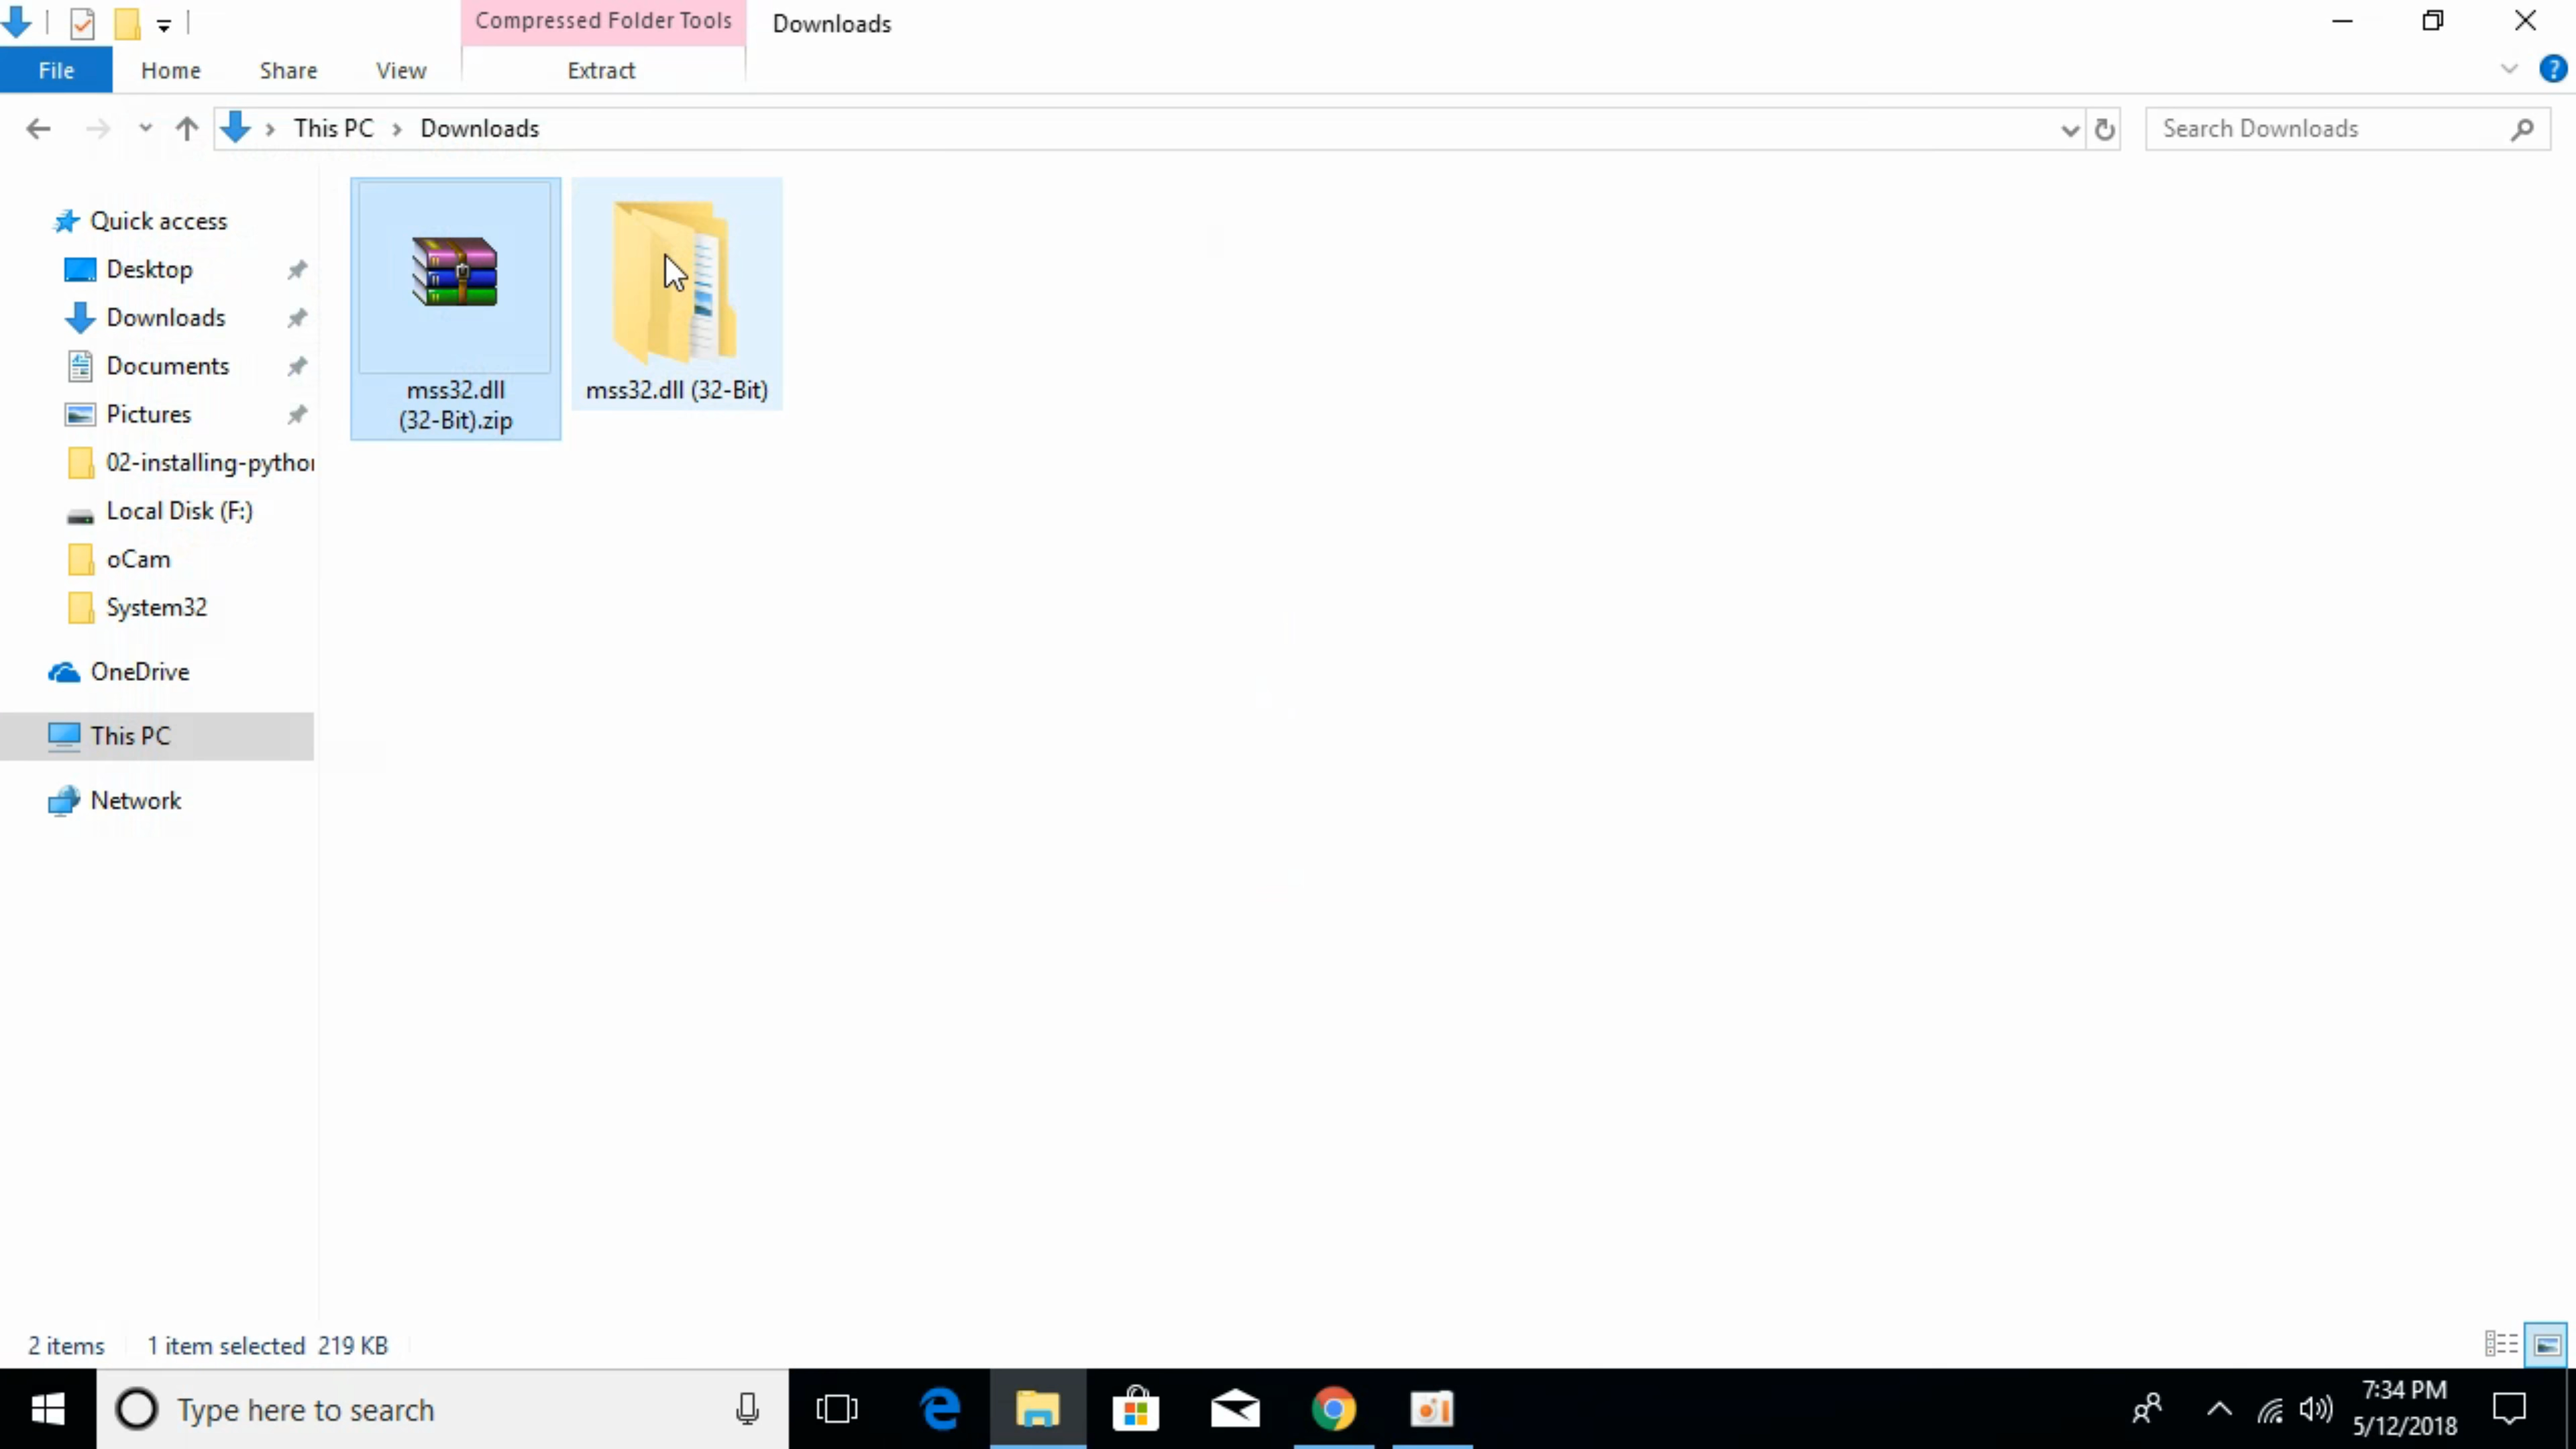 Compressed Folder Tools
Downloads
File
Home
Share
View
Extract
This PC
Downloads
Search Downloads
Quick access
Desktop
Downloads
Documents
Pictures
02-installing-pythor
Local Disk (F:)
oCam
System32
OneDrive
This PC
Network
mss32.dll
(32-Bit).zip
mss32.dll (32-Bit)
2 items
1 item selected 219 KB
Type here to search
7:34 PM
5/12/2018